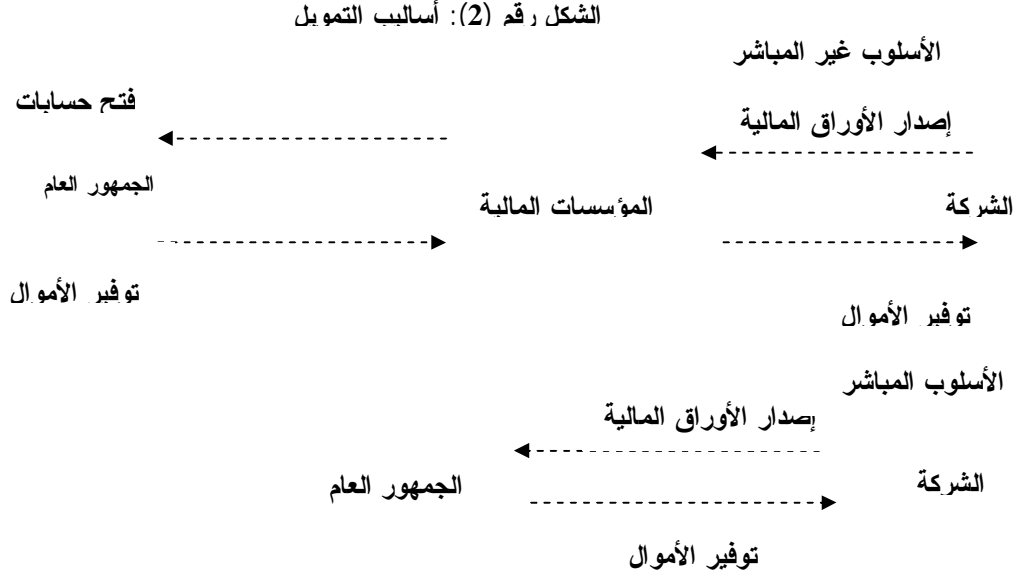 الشكل رقم (2): أساليب التمويل
الأسلوب غير المباشر
إصدار الأوراق المالية
فتح حسابات
الشركة
المؤسسات المالية
الجمهور العام
توفير الأموال
توفير الأموال
الأسلوب المباشر
إصدار الأوراق المالية
الشركة
الجمهور العام
توفير الأموال